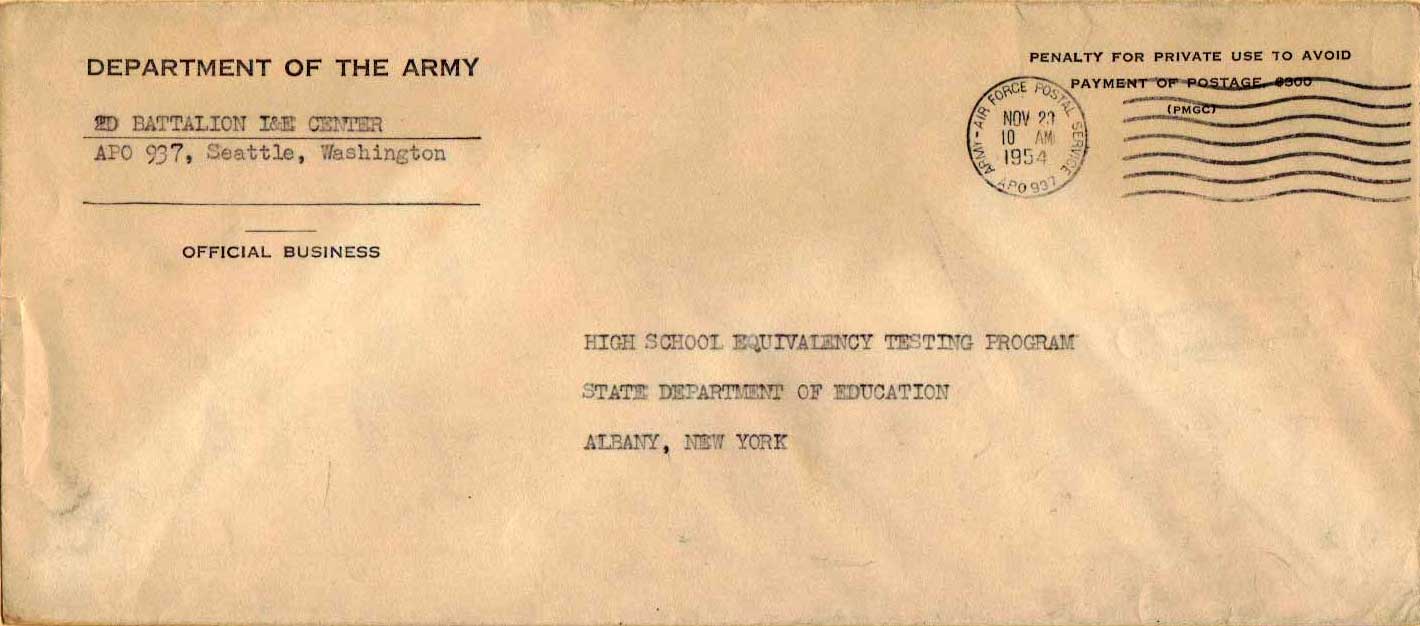 DEPARTMENT OF THE ARMY
2D BATTALION I&E CENTER
APO 937, Seattle, Washington
OFFICIAL BUSINESS
PENALTY FOR PRIVATE USE TO AVOID
PAYMENT OF POSTAGE, $300
(PMGC)
ARMY-AIR FORCE POSTAL SERVICE
NOV 29
10 AM
1954
APO 937
HIGH SCHOOL EQUIVALENCY TESTING PROGRAM
STATE DEPARTMENT OF EDUCATION
ALBANY, NEW YORK